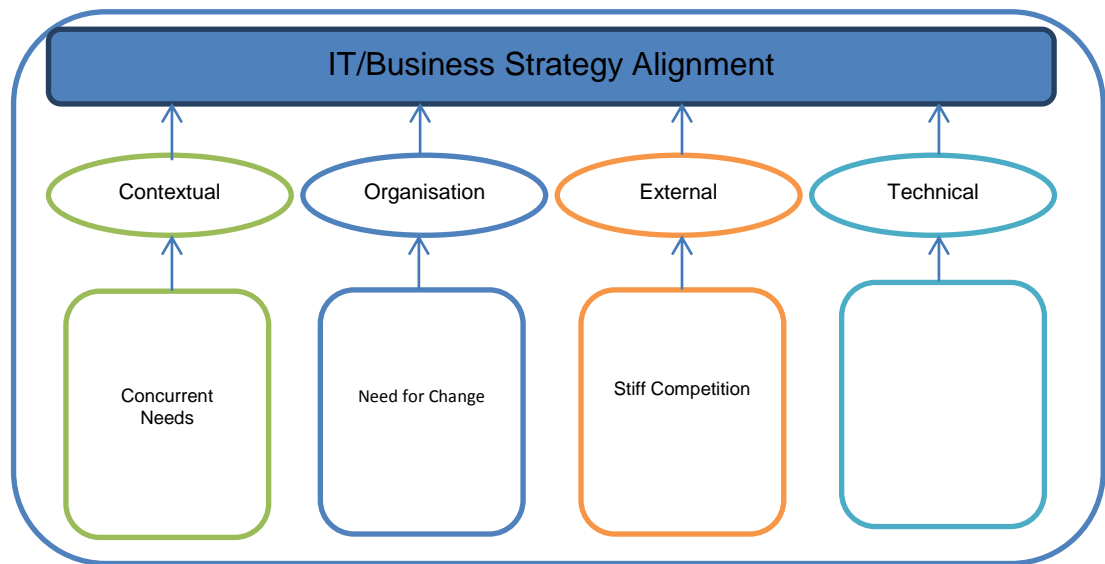 IT/Business Strategy Alignment
Contextual
Organisation
External
Technical
Concurrent
Needs
Need for Change
Stiff Competition